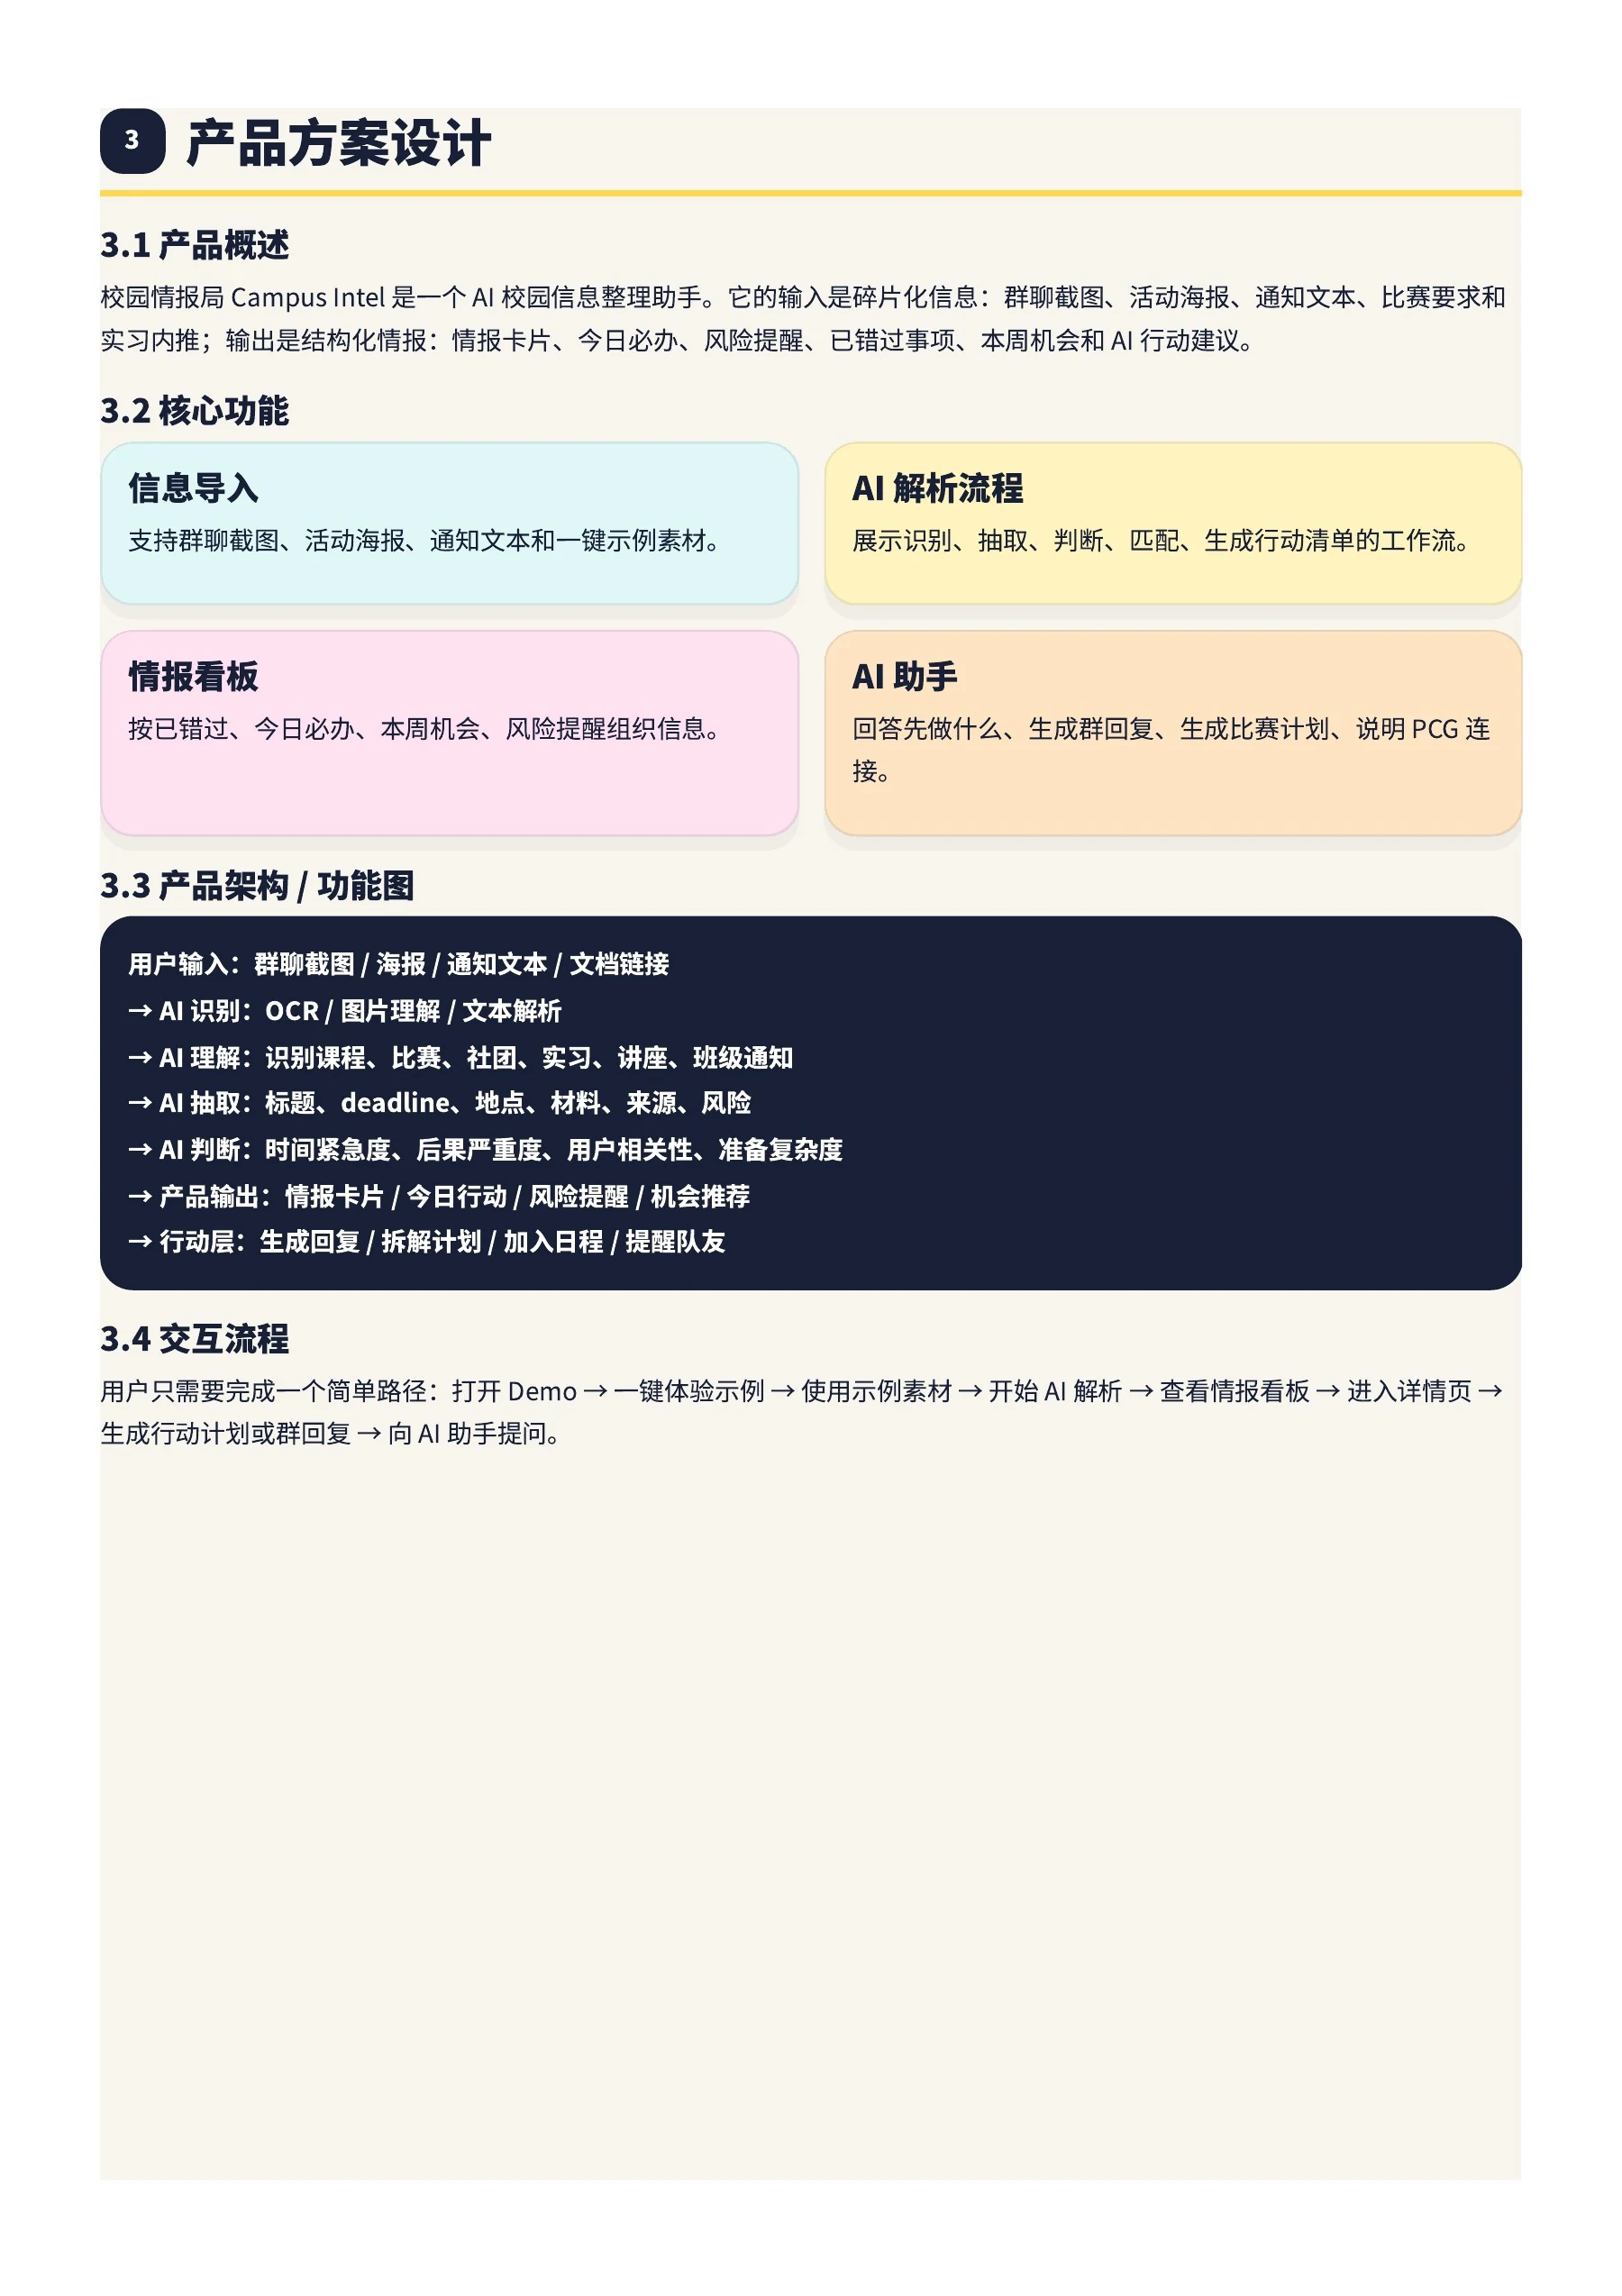 3 产品方案设计
3.1 产品概述
校园情报局 Campus Intel 是一个 AI 校园信息整理助手。它的输入是碎片化信息：群聊截图、活动海报、通知文本、比赛要求和
实习内推；输出是结构化情报：情报卡片、今日必办、风险提醒、已错过事项、本周机会和 AI 行动建议。
3.2 核心功能
信息导入
支持群聊截图、活动海报、通知文本和一键示例素材。
AI 解析流程
展示识别、抽取、判断、匹配、生成行动清单的工作流。
情报看板
按已错过、今日必办、本周机会、风险提醒组织信息。
AI 助手
回答先做什么、生成群回复、生成比赛计划、说明 PCG 连
接。
3.3 产品架构 / 功能图
用户输入：群聊截图 / 海报 / 通知文本 / 文档链接
→ AI 识别：OCR / 图片理解 / 文本解析
→ AI 理解：识别课程、比赛、社团、实习、讲座、班级通知
→ AI 抽取：标题、deadline、地点、材料、来源、风险
→ AI 判断：时间紧急度、后果严重度、用户相关性、准备复杂度
→ 产品输出：情报卡片 / 今日行动 / 风险提醒 / 机会推荐
→ 行动层：生成回复 / 拆解计划 / 加入日程 / 提醒队友
3.4 交互流程
用户只需要完成一个简单路径：打开 Demo → 一键体验示例 → 使用示例素材 → 开始 AI 解析 → 查看情报看板 → 进入详情页 →
生成行动计划或群回复 → 向 AI 助手提问。